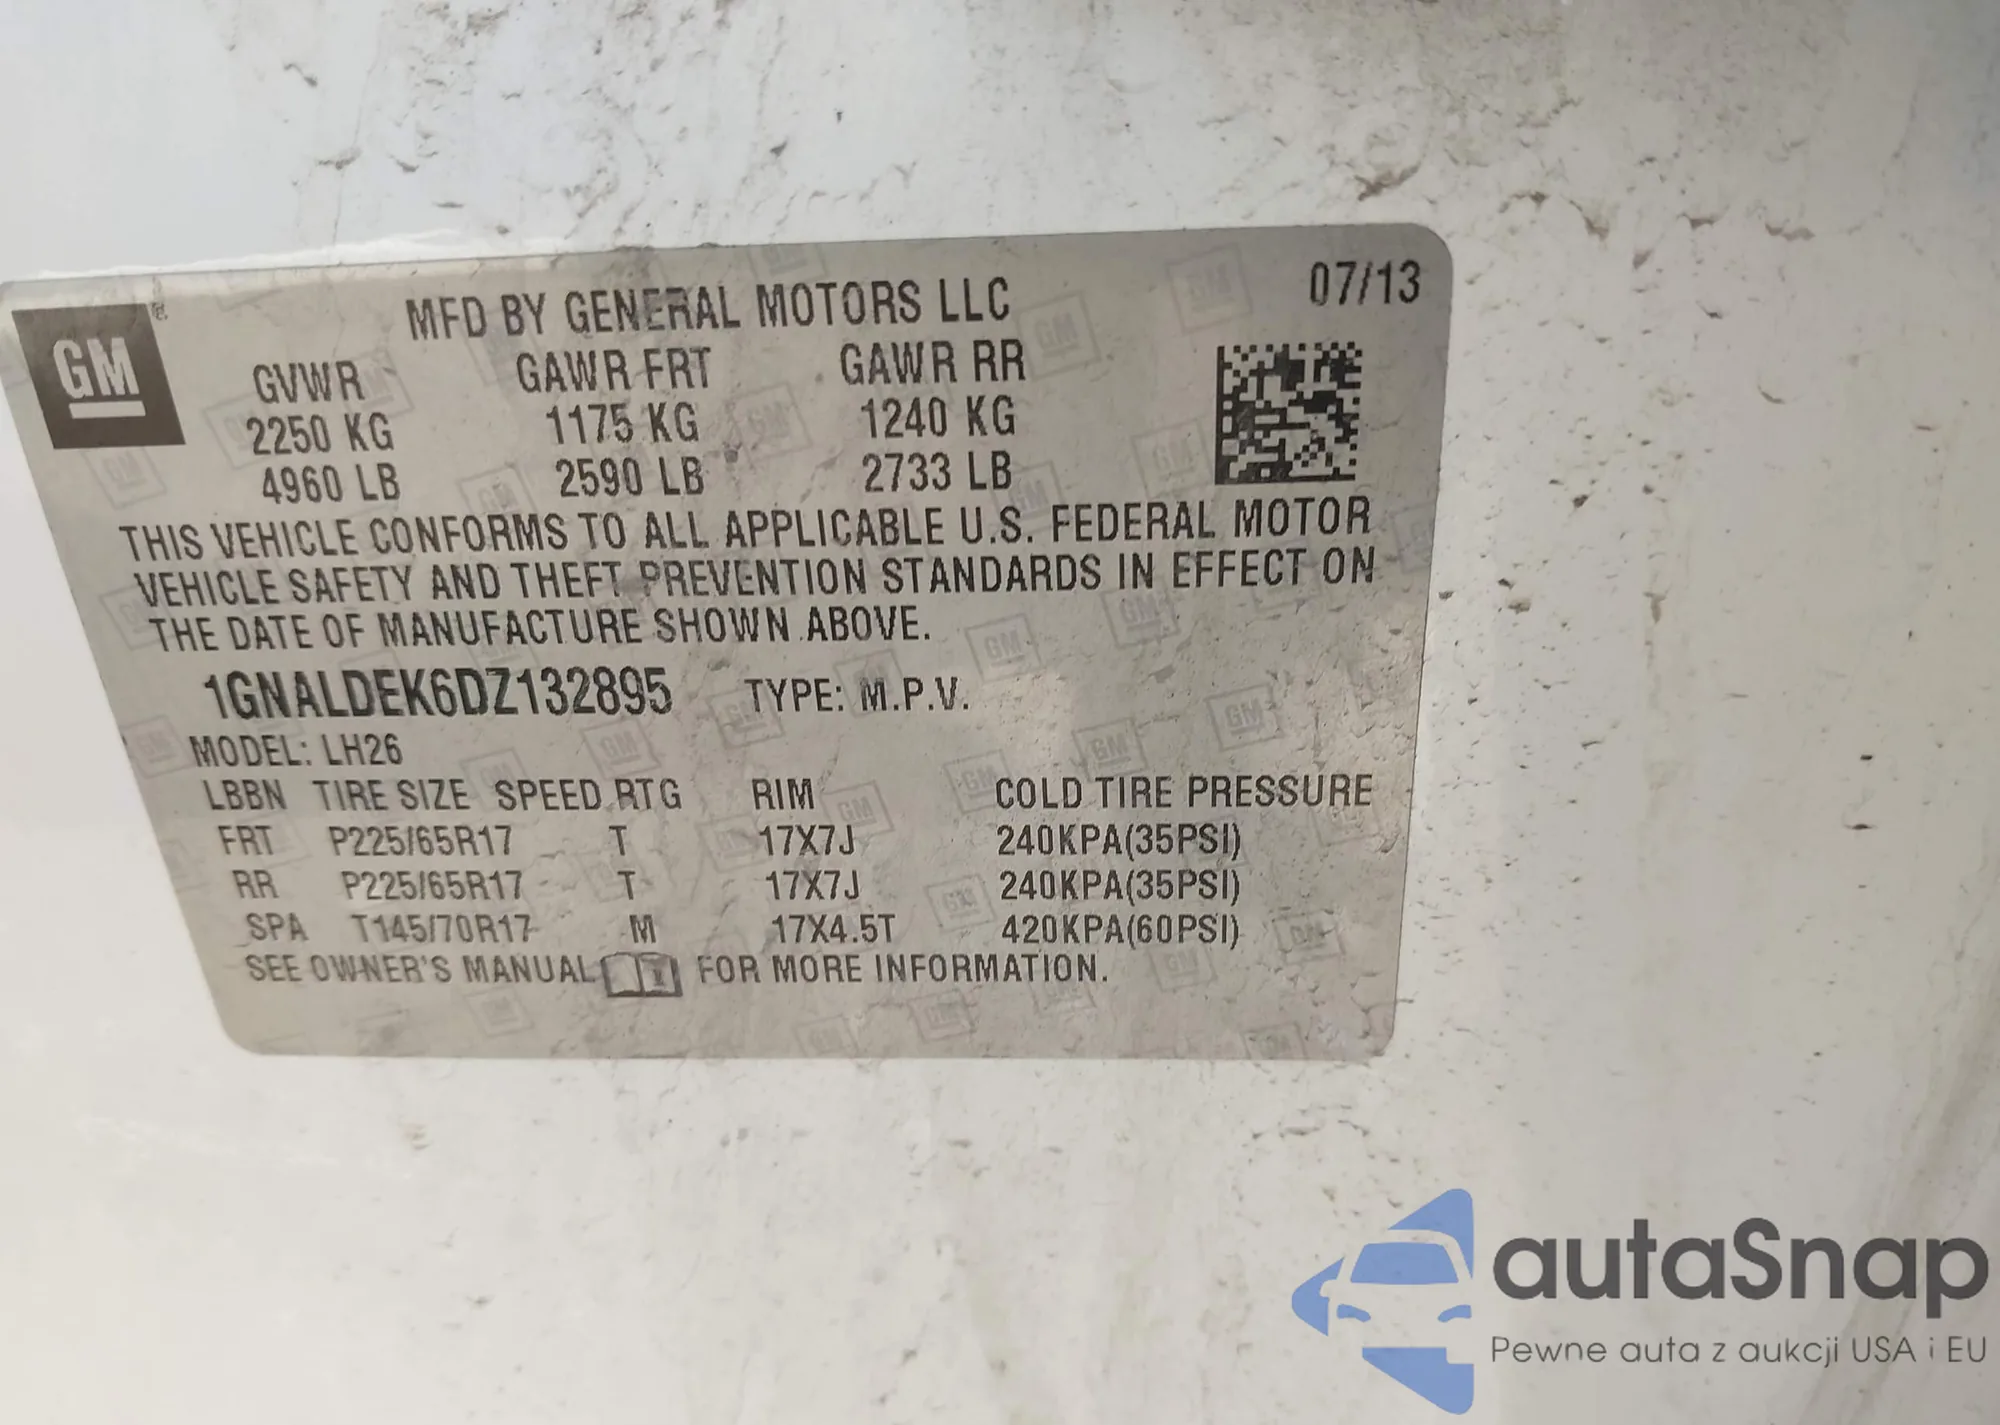 GM
MFD BY GENERAL MOTORS LLC 07/13
GVWR GAWR FRT GAWR RR
2250 KG 1175 KG 1240 KG
4960 LB 2590 LB 2733 LB
THIS VEHICLE CONFORMS TO ALL APPLICABLE U.S. FEDERAL MOTOR
VEHICLE SAFETY AND THEFT PREVENTION STANDARDS IN EFFECT ON
THE DATE OF MANUFACTURE SHOWN ABOVE.
1GNALDEK6DZ132895 TYPE: M.P.V.
MODEL: LH26
LBBN TIRE SIZE SPEED RTG RIM COLD TIRE PRESSURE
FRT P225/65R17 T 17X7J 240KPA(35PSI)
RR P225/65R17 T 17X7J 240KPA(35PSI)
SPA T145/70R17 M 17X4.5T 420KPA(60PSI)
SEE OWNER'S MANUAL FOR MORE INFORMATION.
autaSnap
Pewne auta z aukcji USA i EU